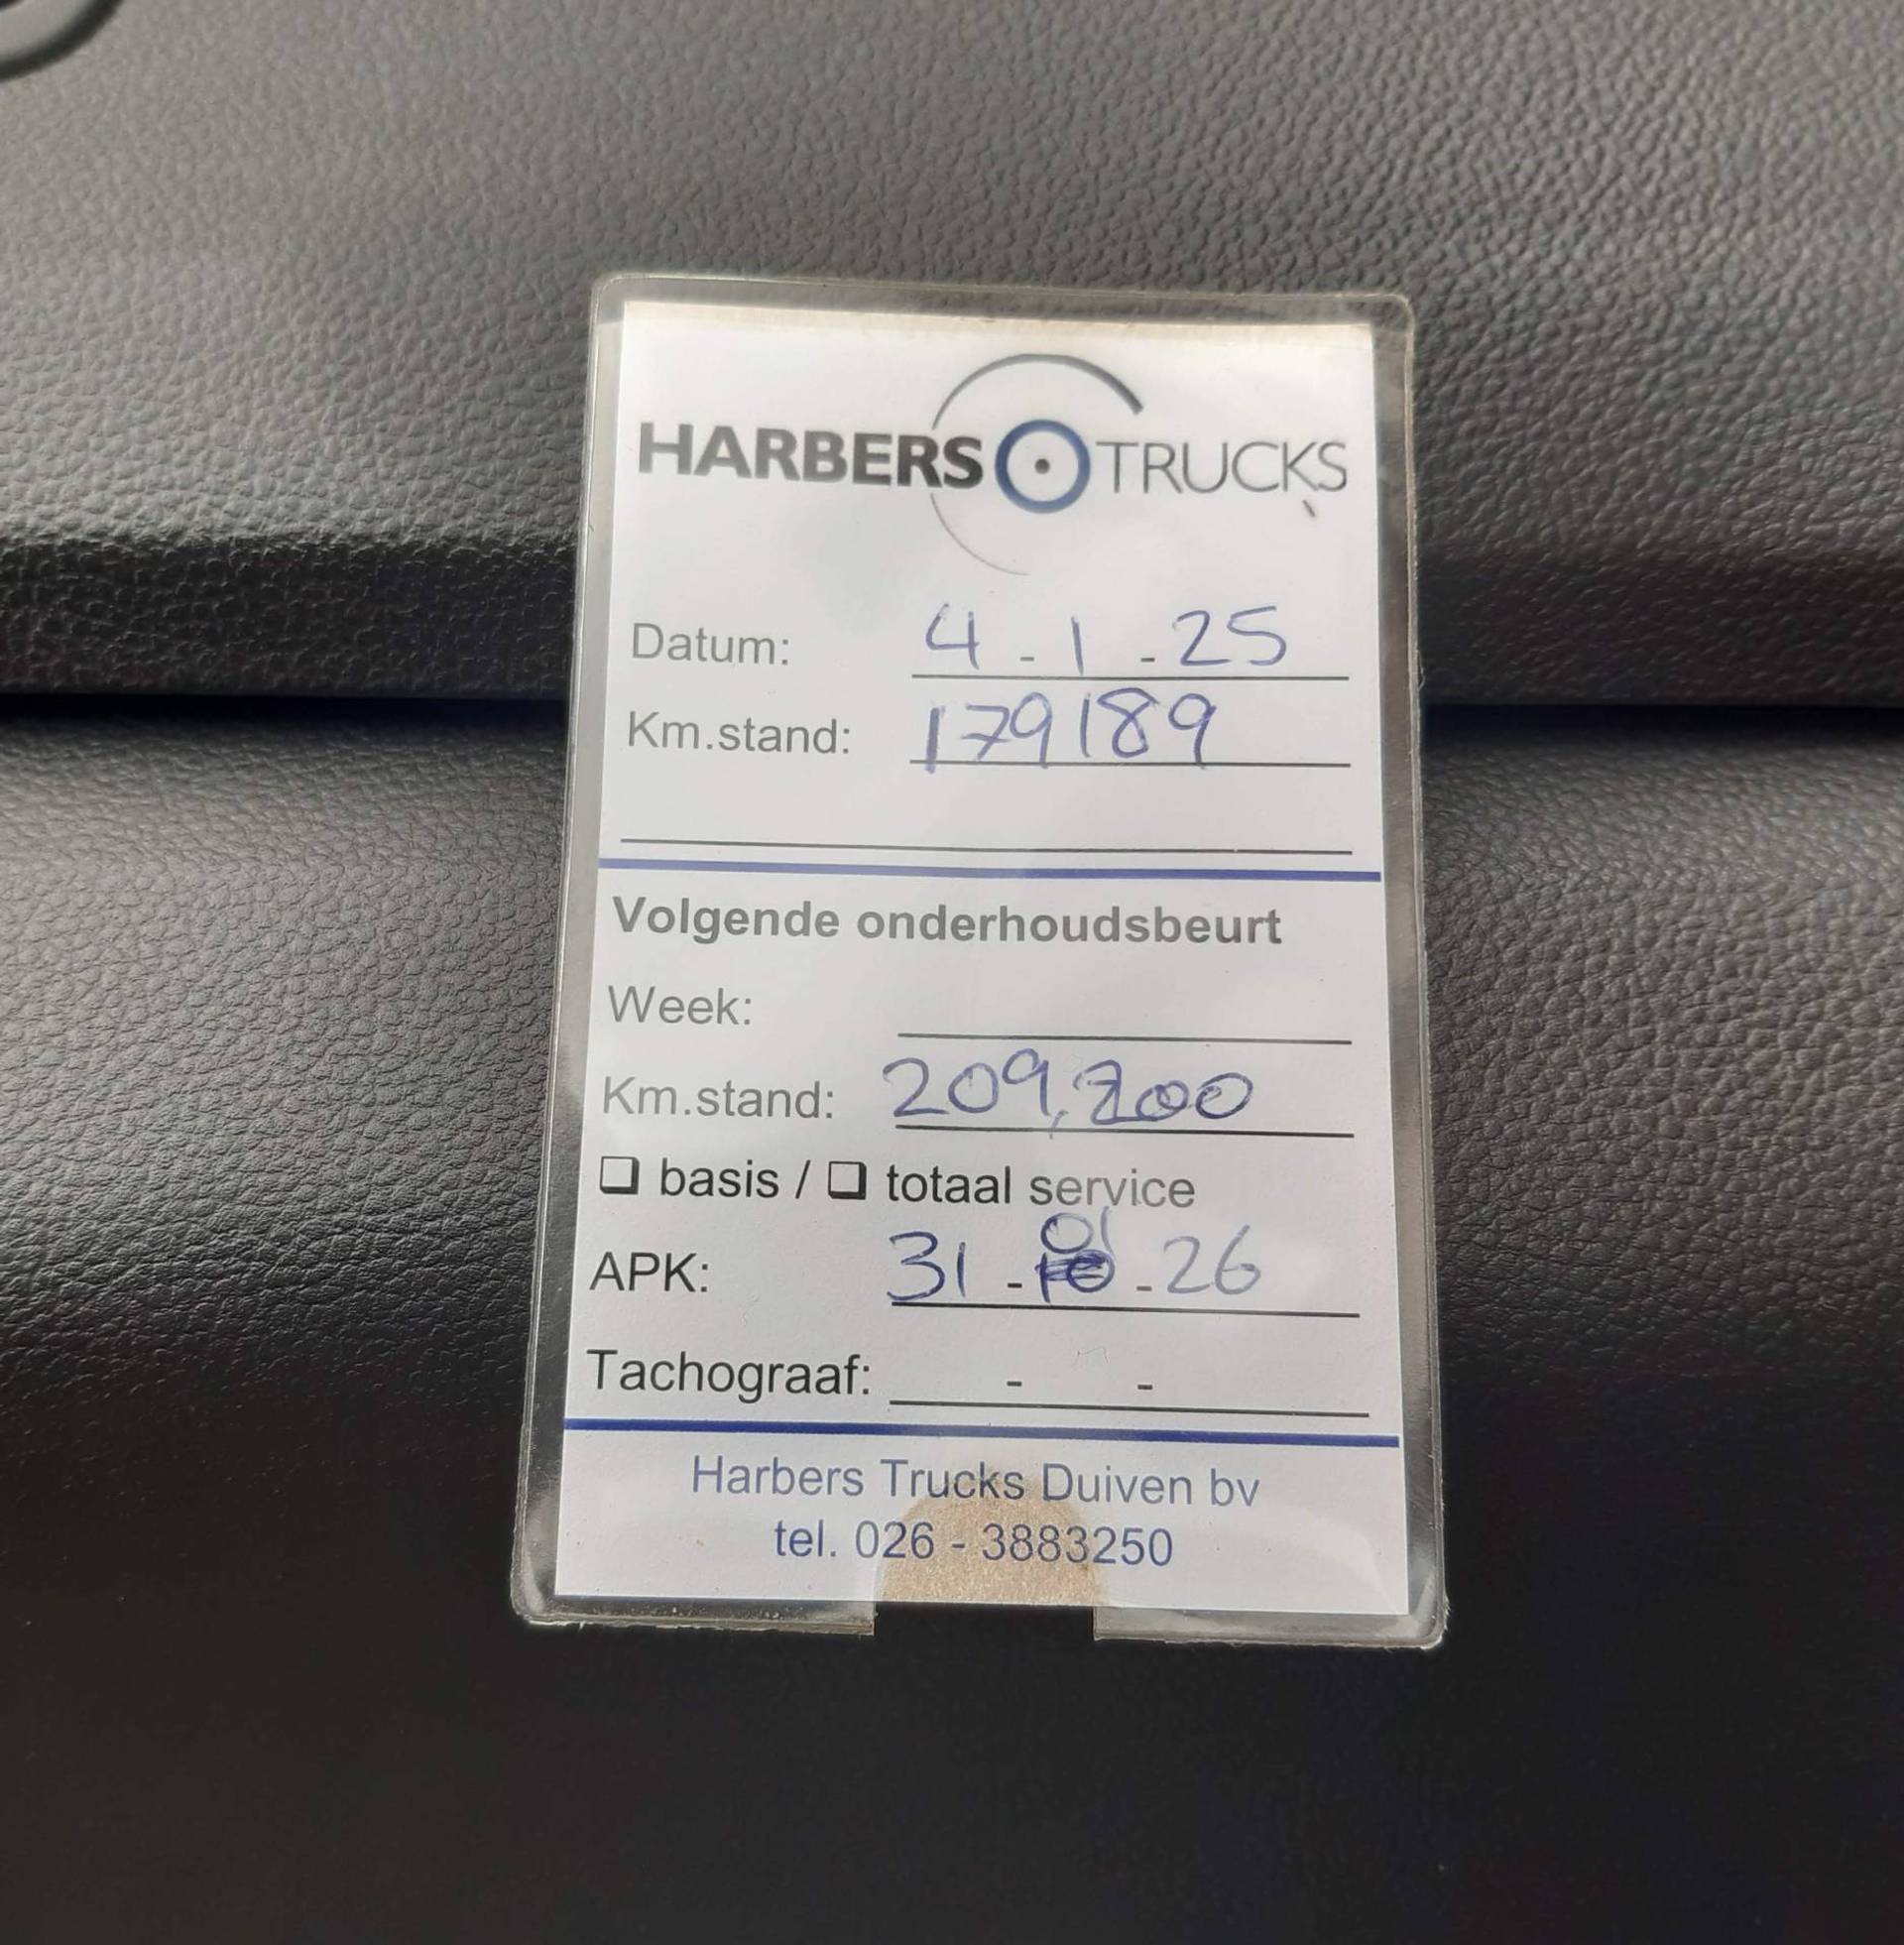 HARBERS TRUCKS
Datum: 4 - 1 - 25
Km.stand: 179189
Volgende onderhoudsbeurt
Week:
Km.stand: 209,200
❑ basis / ❑ totaal service
APK: 31 - 01 - 26
Tachograaf: - -
Harbers Trucks Duiven bv
tel. 026 - 3883250